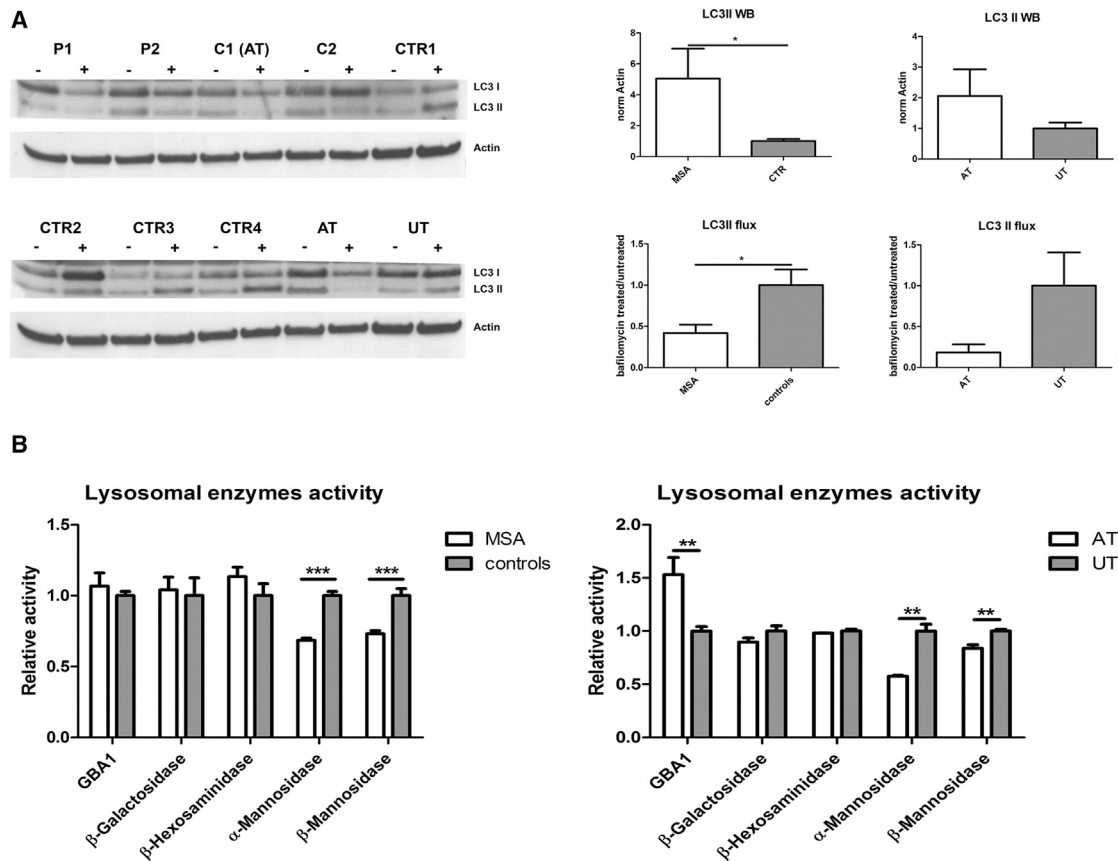 A
P1 P2 C1 (AT) C2 CTR1
- + - + - + - + - +
LC3 I
LC3 II
Actin
CTR2 CTR3 CTR4 AT UT
- + - + - + - + - +
LC3 I
LC3 II
Actin
LC3II WB
norm Actin
8
6
4
2
0
*
MSA CTR
LC3 II WB
norm Actin
4
3
2
1
0
AT UT
LC3II flux
bafilomycin treated/untreated
1.5
1.0
0.5
0.0
*
MSA controls
LC3 II flux
bafilomycin treated/untreated
1.5
1.0
0.5
0.0
AT UT
B
Lysosomal enzymes activity
Relative activity
1.5
1.0
0.5
0.0
*** ***
MSA
controls
GBA1
β-Galactosidase
β-Hexosaminidase
α-Mannosidase
β-Mannosidase
Lysosomal enzymes activity
Relative activity
2.0
1.5
1.0
0.5
0.0
** ** **
AT
UT
GBA1
β-Galactosidase
β-Hexosaminidase
α-Mannosidase
β-Mannosidase